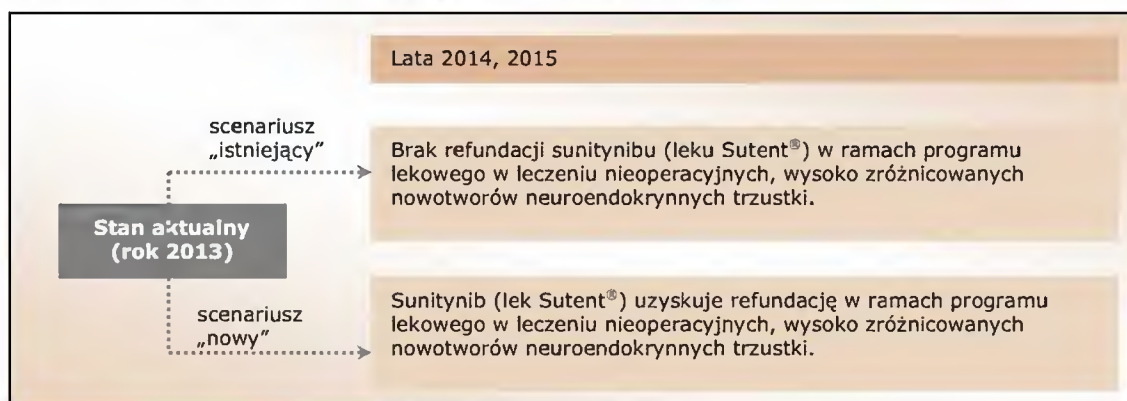 Lata 2014, 2015
scenariusz
„istniejący”
Brak refundacji sunitynibu (leku Sutent®) w ramach programu
lekowego w leczeniu nieoperacyjnych, wysoko zróżnicowanych
nowotworów neuroendokrynnych trzustki.
Stan aktualny
(rok 2013)
scenariusz
„nowy”
Sunitynib (lek Sutent®) uzyskuje refundację w ramach programu
lekowego w leczeniu nieoperacyjnych, wysoko zróżnicowanych
nowotworów neuroendokrynnych trzustki.